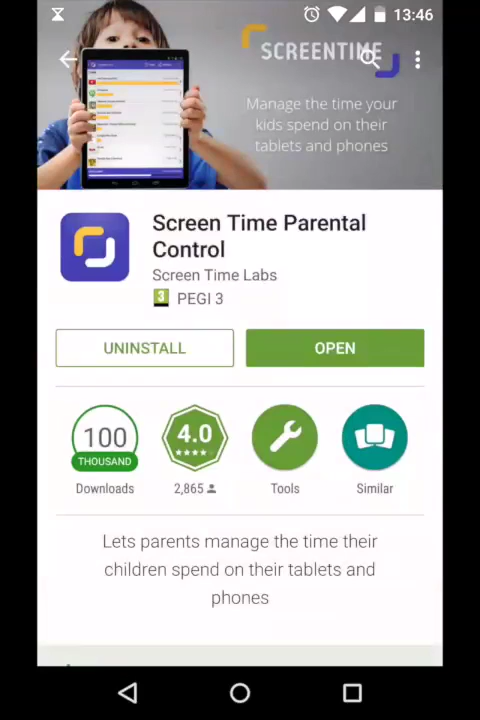 13:46
SCREENTIME
Manage the time your
kids spend on their
tablets and phones
Screen Time Parental
Control
Screen Time Labs
3 PEGI 3
UNINSTALL
OPEN
100
THOUSAND
4.0
Downloads
2,865
Tools
Similar
Lets parents manage the time their
children spend on their tablets and
phones